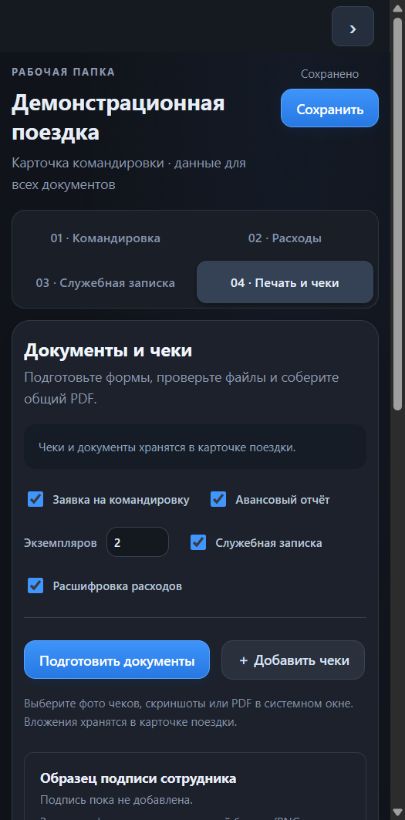 РАБОЧАЯ ПАПКА
Сохранено
Демонстрационная
поездка
Сохранить
Карточка командировки · данные для
всех документов
01 · Командировка
02 · Расходы
03 · Служебная записка
04 · Печать и чеки
Документы и чеки
Подготовьте формы, проверьте файлы и соберите
общий PDF.
Чеки и документы хранятся в карточке поездки.
Заявка на командировку
Авансовый отчёт
Экземпляров
2
Служебная записка
Расшифровка расходов
Подготовить документы
+ Добавить чеки
Выберите фото чеков, скриншоты или PDF в системном окне.
Вложения хранятся в карточке поездки.
Образец подписи сотрудника
Подпись пока не добавлена.